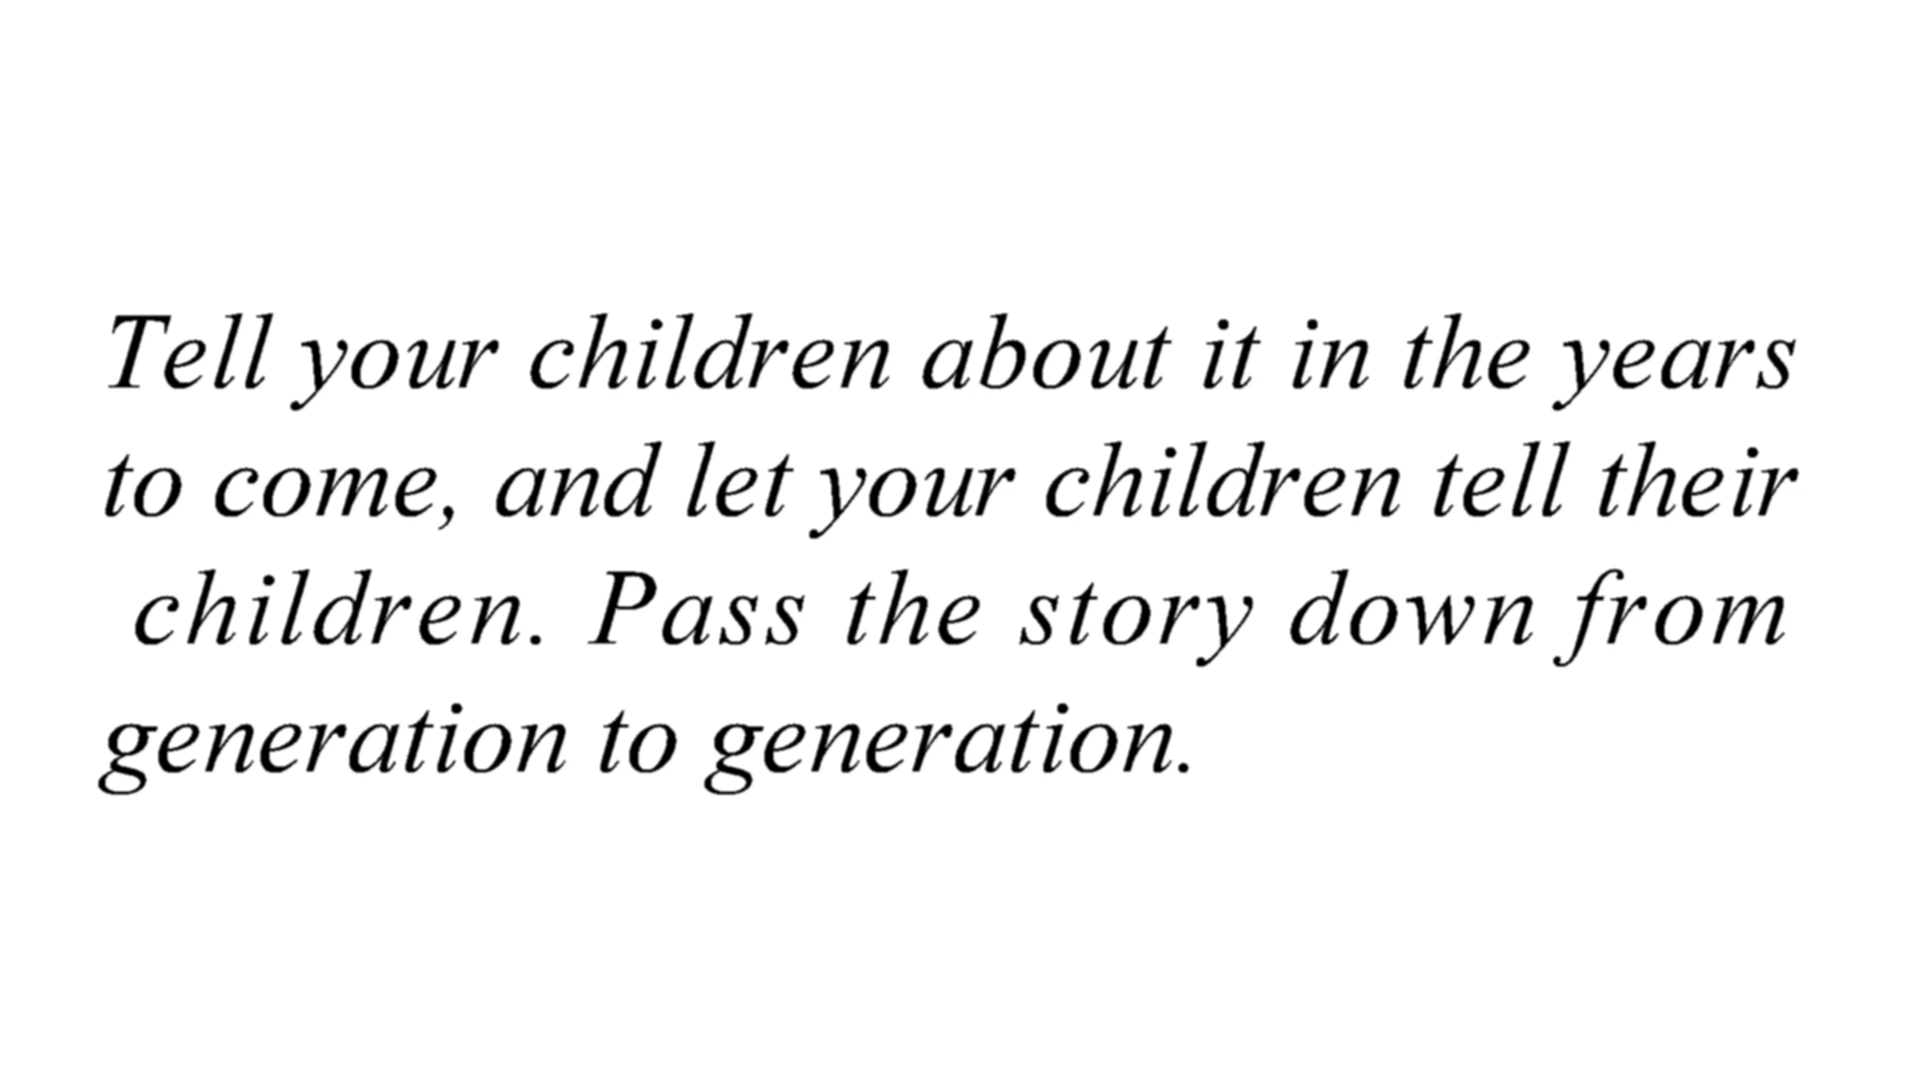 Tell your children about it in the years
to come, and let your children tell their
children. Pass the story down from
generation to generation.